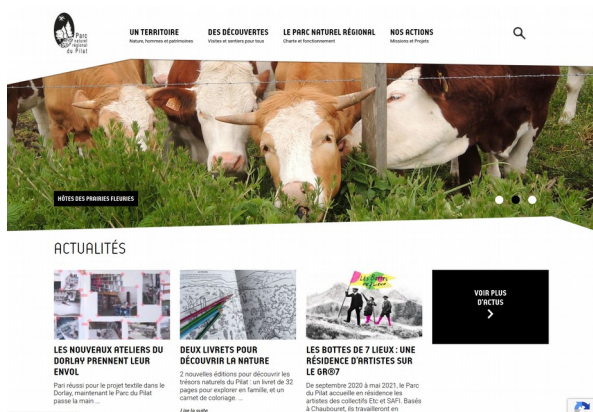 Parc
naturel
régional
du Pilat
UN TERRITOIRE
Nature, hommes et patrimoines
DES DÉCOUVERTES
Visites et sentiers pour tous
LE PARC NATUREL RÉGIONAL
Charte et fonctionnement
NOS ACTIONS
Missions et Projets
HÔTES DES PRAIRIES FLEURIES
ACTUALITÉS
LES NOUVEAUX ATELIERS DU
DORLAY PRENNENT LEUR
ENVOL
Pari réussi pour le projet textile dans le
Dorlay, maintenant le Parc du Pilat
passe la main ...
DEUX LIVRETS POUR
DÉCOUVRIR LA NATURE
2 nouvelles éditions pour découvrir les
trésors naturels du Pilat : un livret de 32
pages pour explorer en famille, et un
carnet de coloriage. ...
Lire la suite
Les Bottes
de 7 Lieux
LES BOTTES DE 7 LIEUX : UNE
RÉSIDENCE D'ARTISTES SUR
LE GR®7
De septembre 2020 à mai 2021, le Parc
du Pilat accueille en résidence les
artistes des collectifs Etc et SAFI. Basés
à Chaubouret, ils travailleront en
VOIR PLUS
D'ACTUS